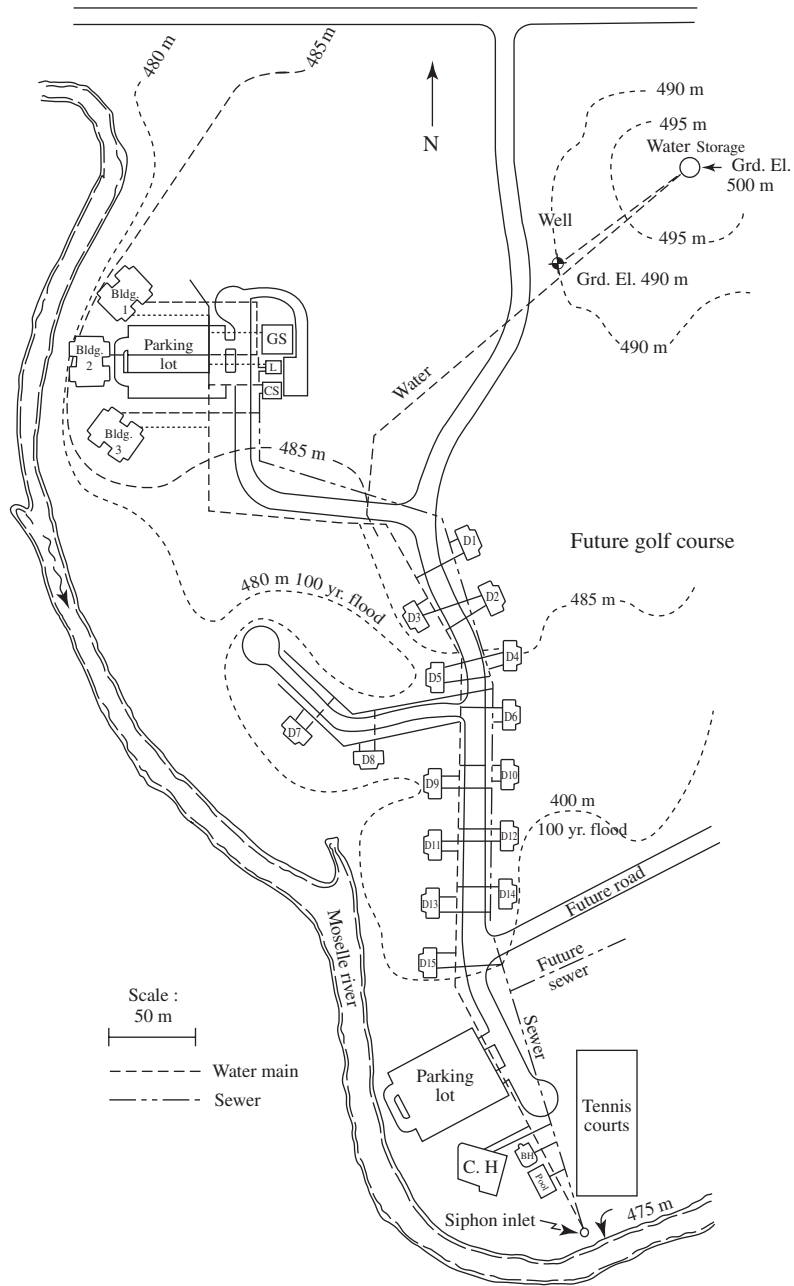 480 m
485 m
N
490 m
495 m
Water Storage
Grd. El.
500 m
Well
495 m
Grd. El. 490 m
490 m
Bldg.
1
Bldg.
2
Parking
lot
GS
L
CS
Bldg.
3
Water
485 m
D1
Future golf course
480 m 100 yr. flood
D2
D3
485 m
D4
D5
D6
D7
D8
D9
D10
400 m
100 yr. flood
D11
D12
D13
D14
Future road
D15
Future
sewer
Moselle river
Scale :
50 m
Water main
Sewer
Sewer
Parking
lot
Tennis
courts
C. H
BH
Pool
Siphon inlet
475 m